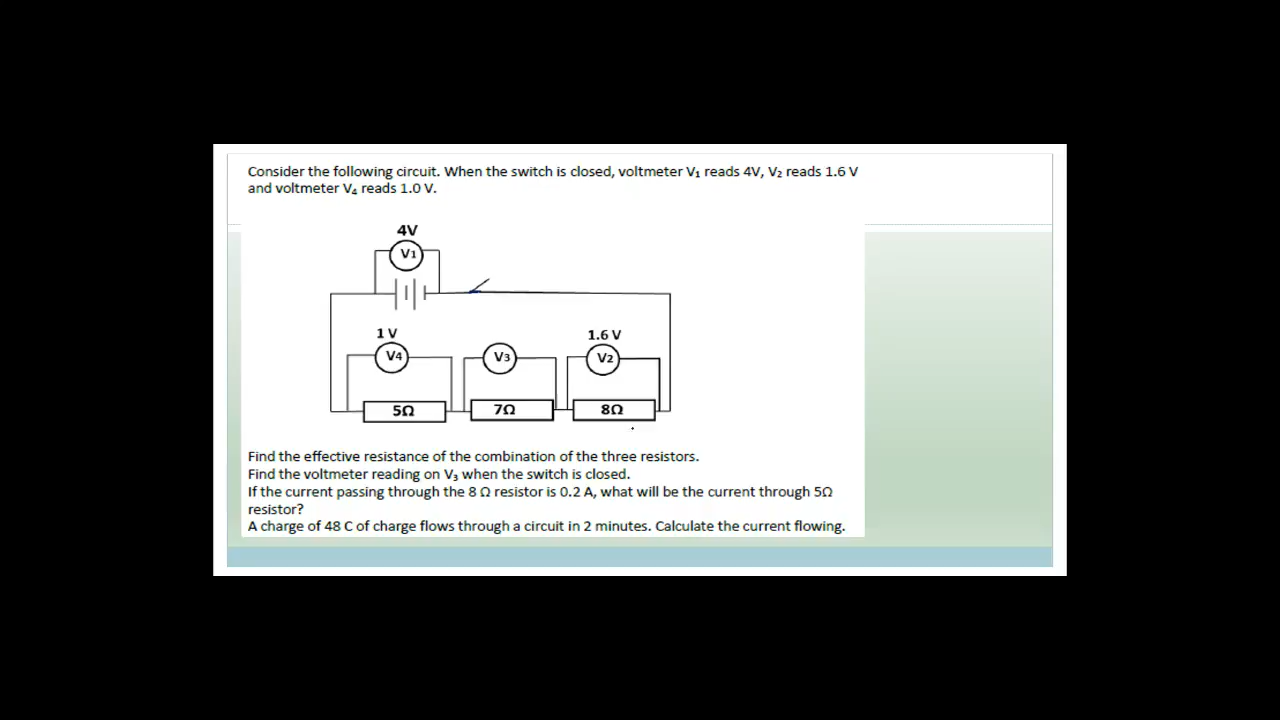 Consider the following circuit. When the switch is closed, voltmeter V₁ reads 4V, V₂ reads 1.6 V
and voltmeter V₄ reads 1.0 V.
4V
V1
1 V
1.6 V
V4
V3
V2
5Ω
7Ω
8Ω
Find the effective resistance of the combination of the three resistors.
Find the voltmeter reading on V₃ when the switch is closed.
If the current passing through the 8 Ω resistor is 0.2 A, what will be the current through 5Ω
resistor?
A charge of 48 C of charge flows through a circuit in 2 minutes. Calculate the current flowing.